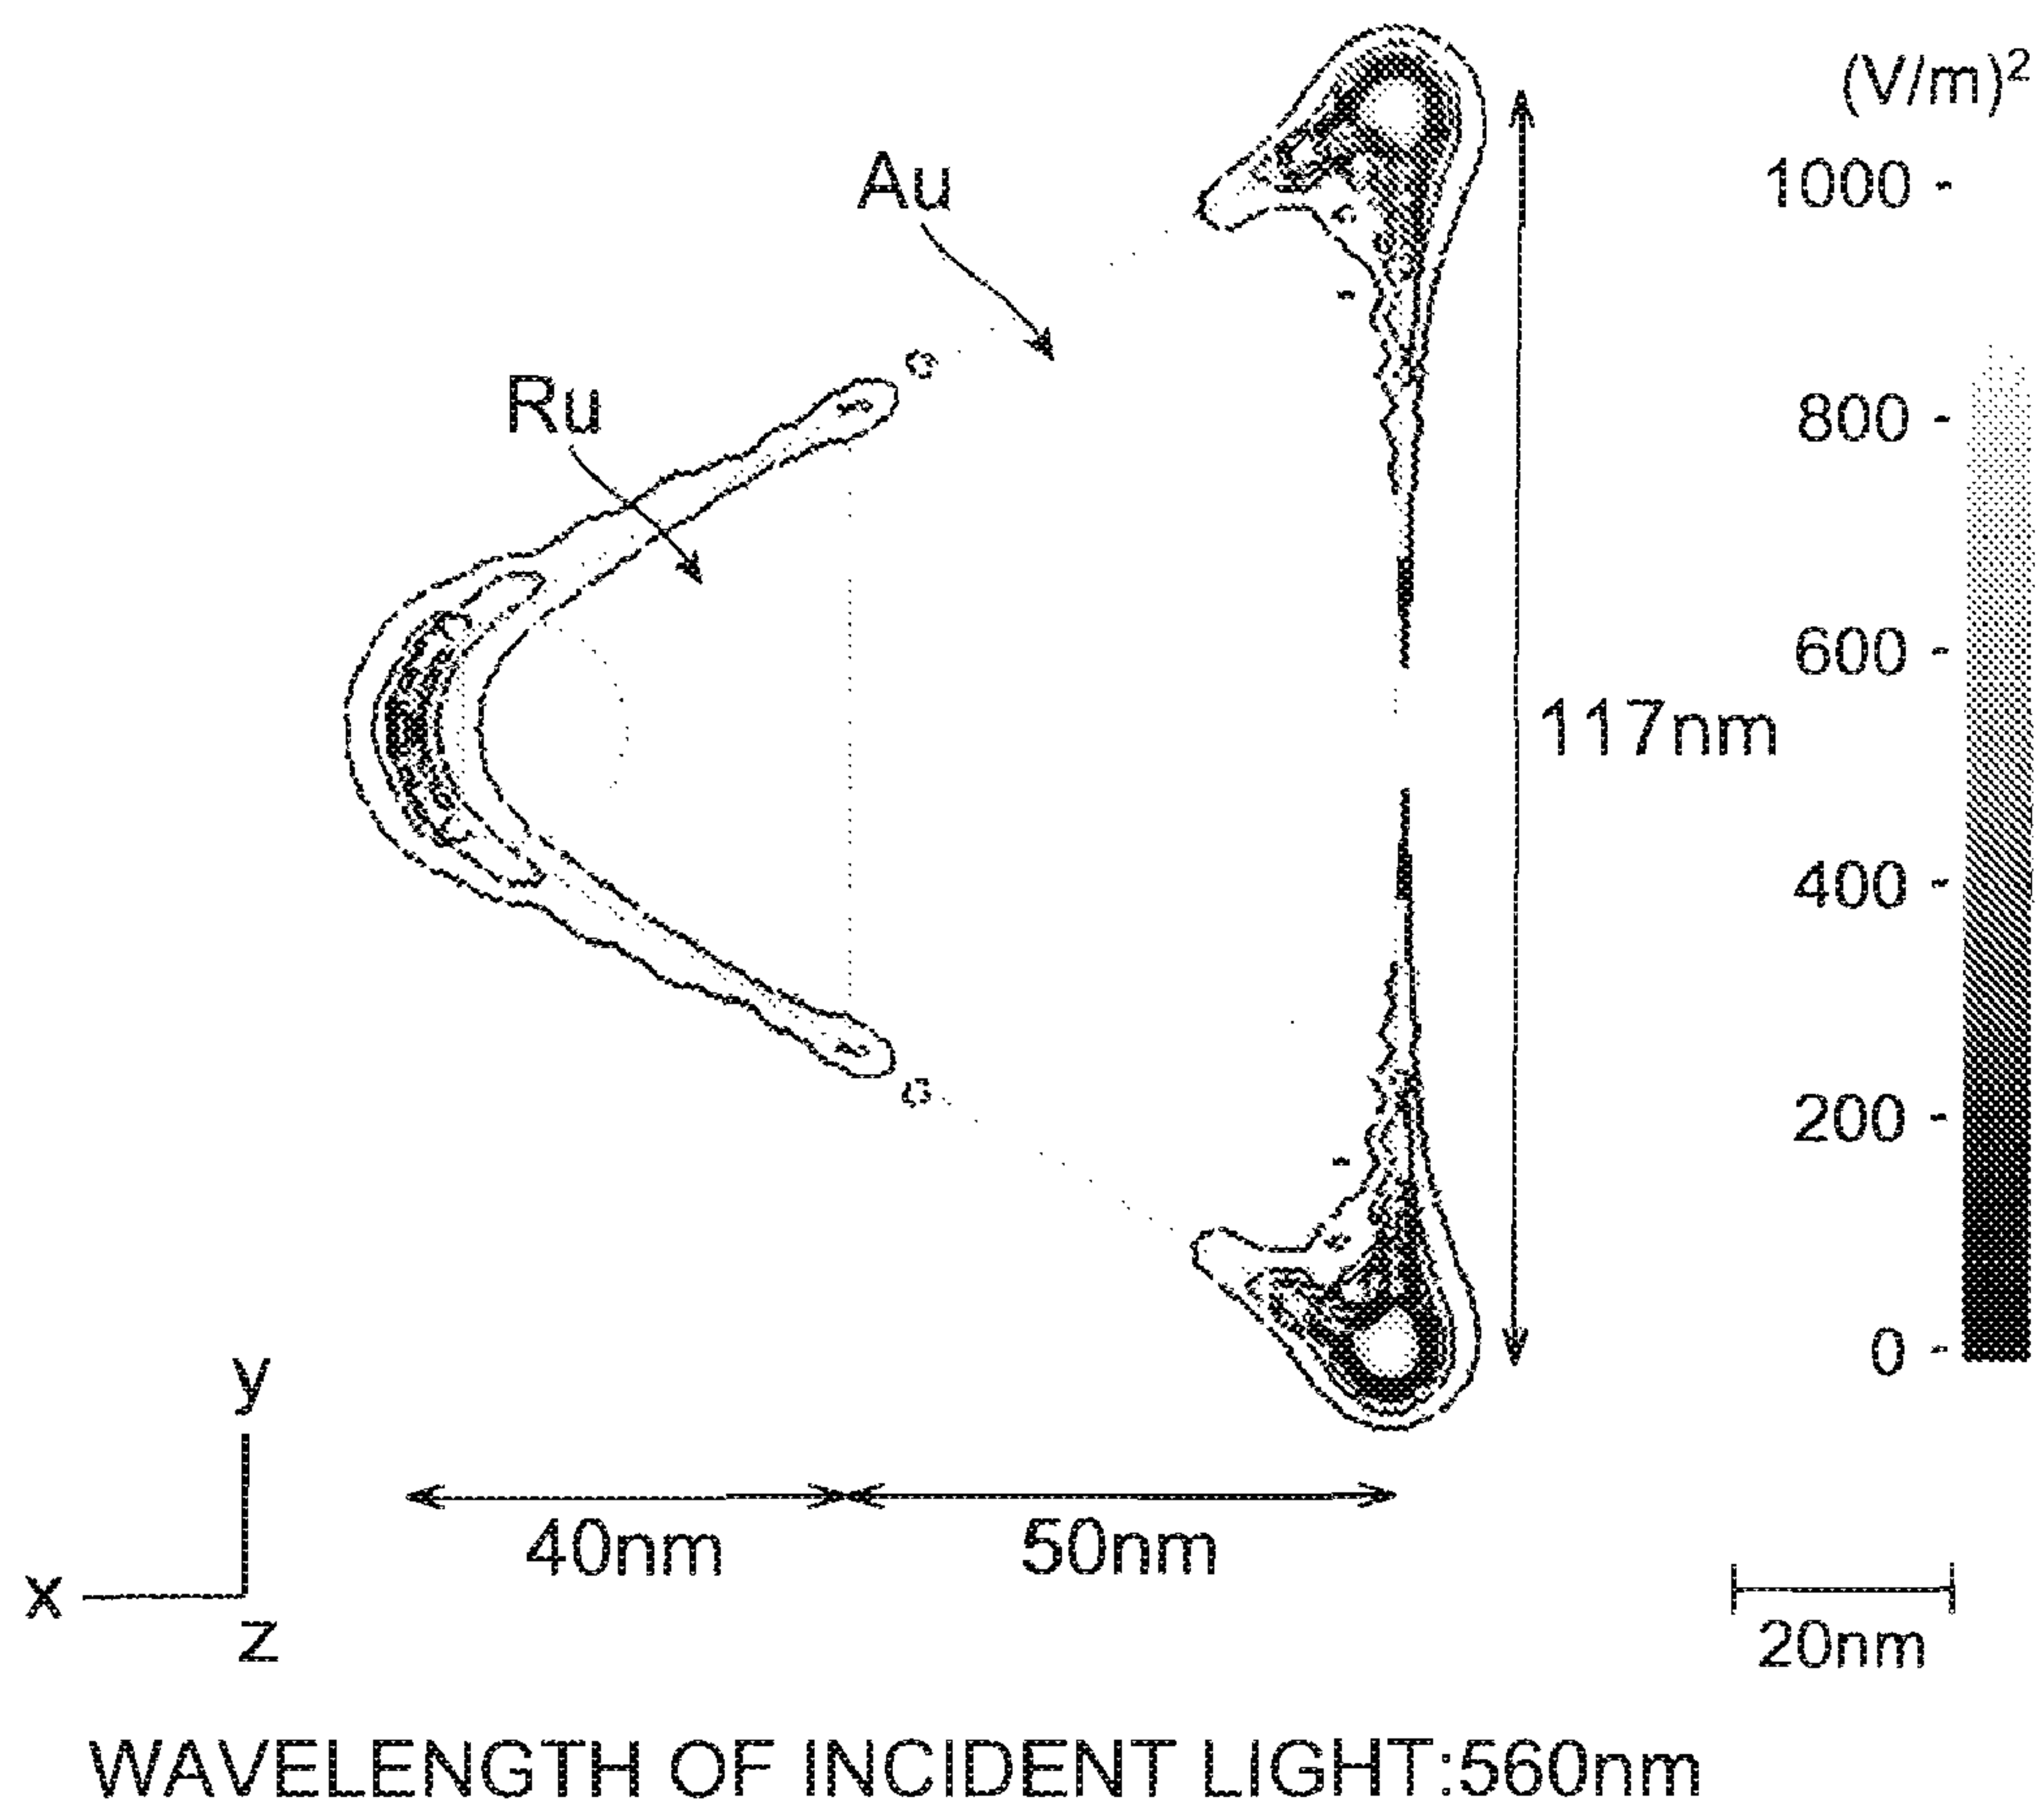 (V/m)²
1000
Au
Ru
800
600
117nm
400
200
0
y
x
z
40nm
50nm
20nm
WAVELENGTH OF INCIDENT LIGHT:560nm